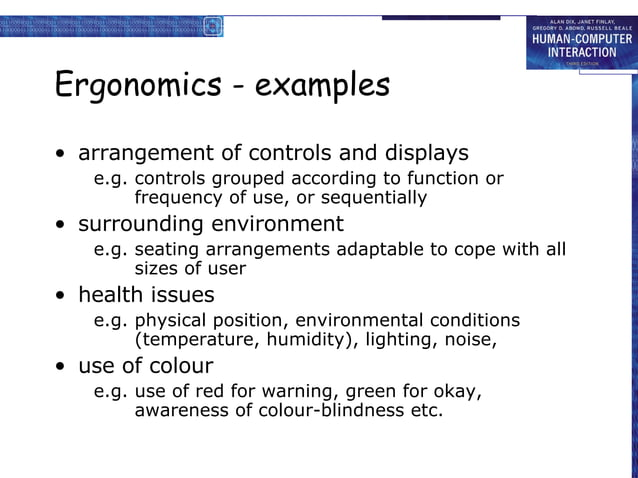 ALAN DIX, JANET FINLAY,
GREGORY D. ABOWD, RUSSELL BEALE
HUMAN-COMPUTER
INTERACTION
THIRD EDITION
Ergonomics - examples
• arrangement of controls and displays
e.g. controls grouped according to function or
frequency of use, or sequentially
• surrounding environment
e.g. seating arrangements adaptable to cope with all
sizes of user
• health issues
e.g. physical position, environmental conditions
(temperature, humidity), lighting, noise,
• use of colour
e.g. use of red for warning, green for okay,
awareness of colour-blindness etc.